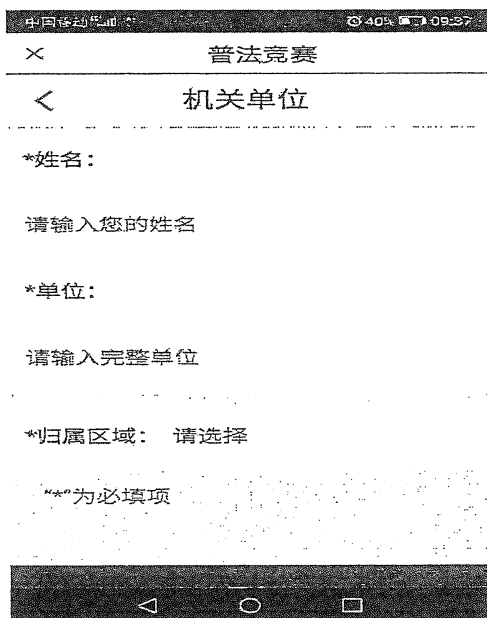 中国移动 40% 09:37
× 普法竞赛
< 机关单位
*姓名：
请输入您的姓名
*单位：
请输入完整单位
*归属区域： 请选择
“*”为必填项